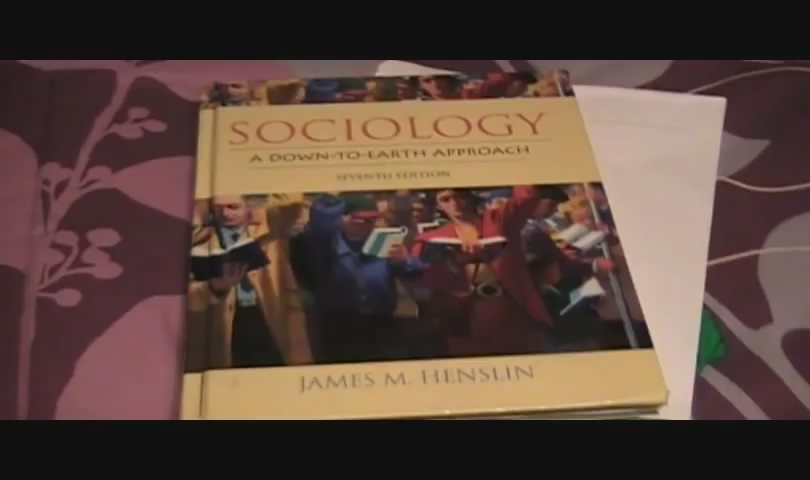 SOCIOLOGY
A DOWN-TO-EARTH APPROACH
SEVENTH EDITION
JAMES M. HENSLIN